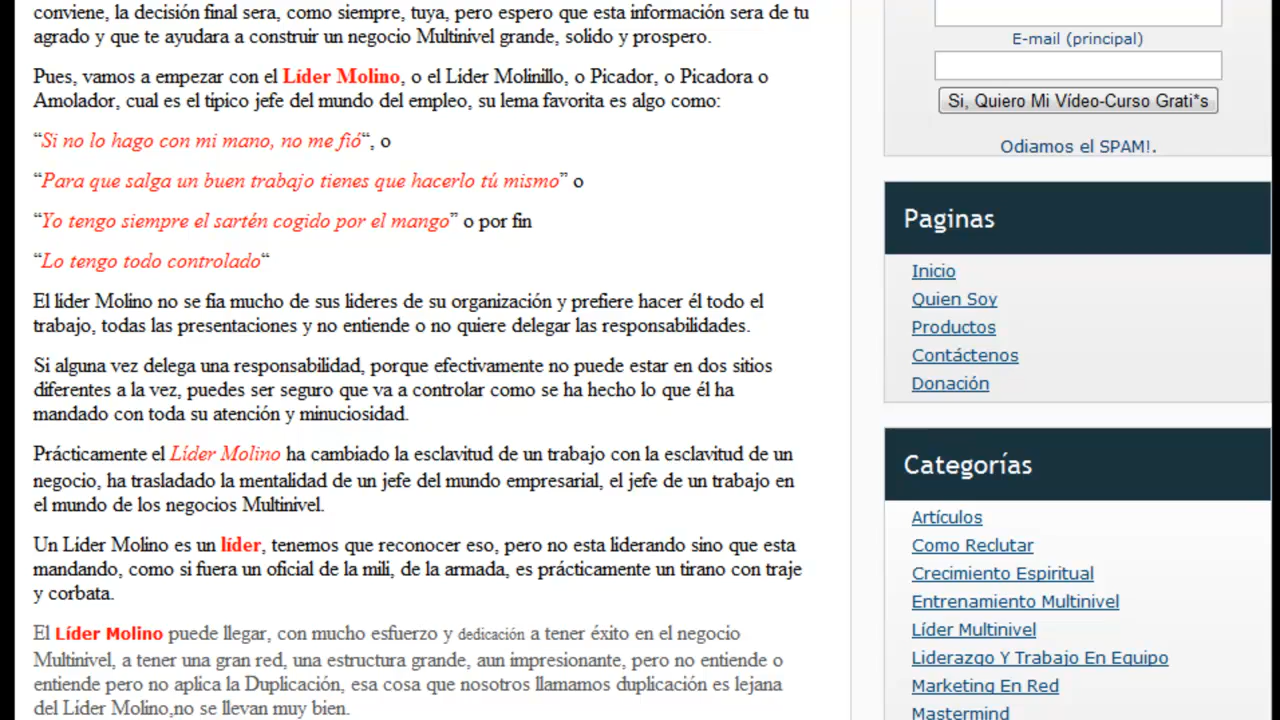 conviene, la decisión final sera, como siempre, tuya, pero espero que esta información sera de tu
agrado y que te ayudara a construir un negocio Multinivel grande, solido y prospero.
Pues, vamos a empezar con el Líder Molino, o el Líder Molinillo, o Picador, o Picadora o
Amolador, cual es el típico jefe del mundo del empleo, su lema favorita es algo como:
“Si no lo hago con mi mano, no me fió“, o
“Para que salga un buen trabajo tienes que hacerlo tú mismo” o
“Yo tengo siempre el sartén cogido por el mango” o por fin
“Lo tengo todo controlado“
El lider Molino no se fia mucho de sus lideres de su organización y prefiere hacer él todo el
trabajo, todas las presentaciones y no entiende o no quiere delegar las responsabilidades.
Si alguna vez delega una responsabilidad, porque efectivamente no puede estar en dos sitios
diferentes a la vez, puedes ser seguro que va a controlar como se ha hecho lo que él ha
mandado con toda su atención y minuciosidad.
Prácticamente el Líder Molino ha cambiado la esclavitud de un trabajo con la esclavitud de un
negocio, ha trasladado la mentalidad de un jefe del mundo empresarial, el jefe de un trabajo en
el mundo de los negocios Multinivel.
Un Lider Molino es un líder, tenemos que reconocer eso, pero no esta liderando sino que esta
mandando, como si fuera un oficial de la mili, de la armada, es prácticamente un tirano con traje
y corbata.
El Líder Molino puede llegar, con mucho esfuerzo y dedicación a tener éxito en el negocio
Multinivel, a tener una gran red, una estructura grande, aun impresionante, pero no entiende o
entiende pero no aplica la Duplicación, esa cosa que nosotros llamamos duplicación es lejana
del Lider Molino,no se llevan muy bien.
E-mail (principal)
Si, Quiero Mi Vídeo-Curso Grati*s
Odiamos el SPAM!.
Paginas
Inicio
Quien Soy
Productos
Contáctenos
Donación
Categorías
Artículos
Como Reclutar
Crecimiento Espiritual
Entrenamiento Multinivel
Líder Multinivel
Liderazgo Y Trabajo En Equipo
Marketing En Red
Mastermind